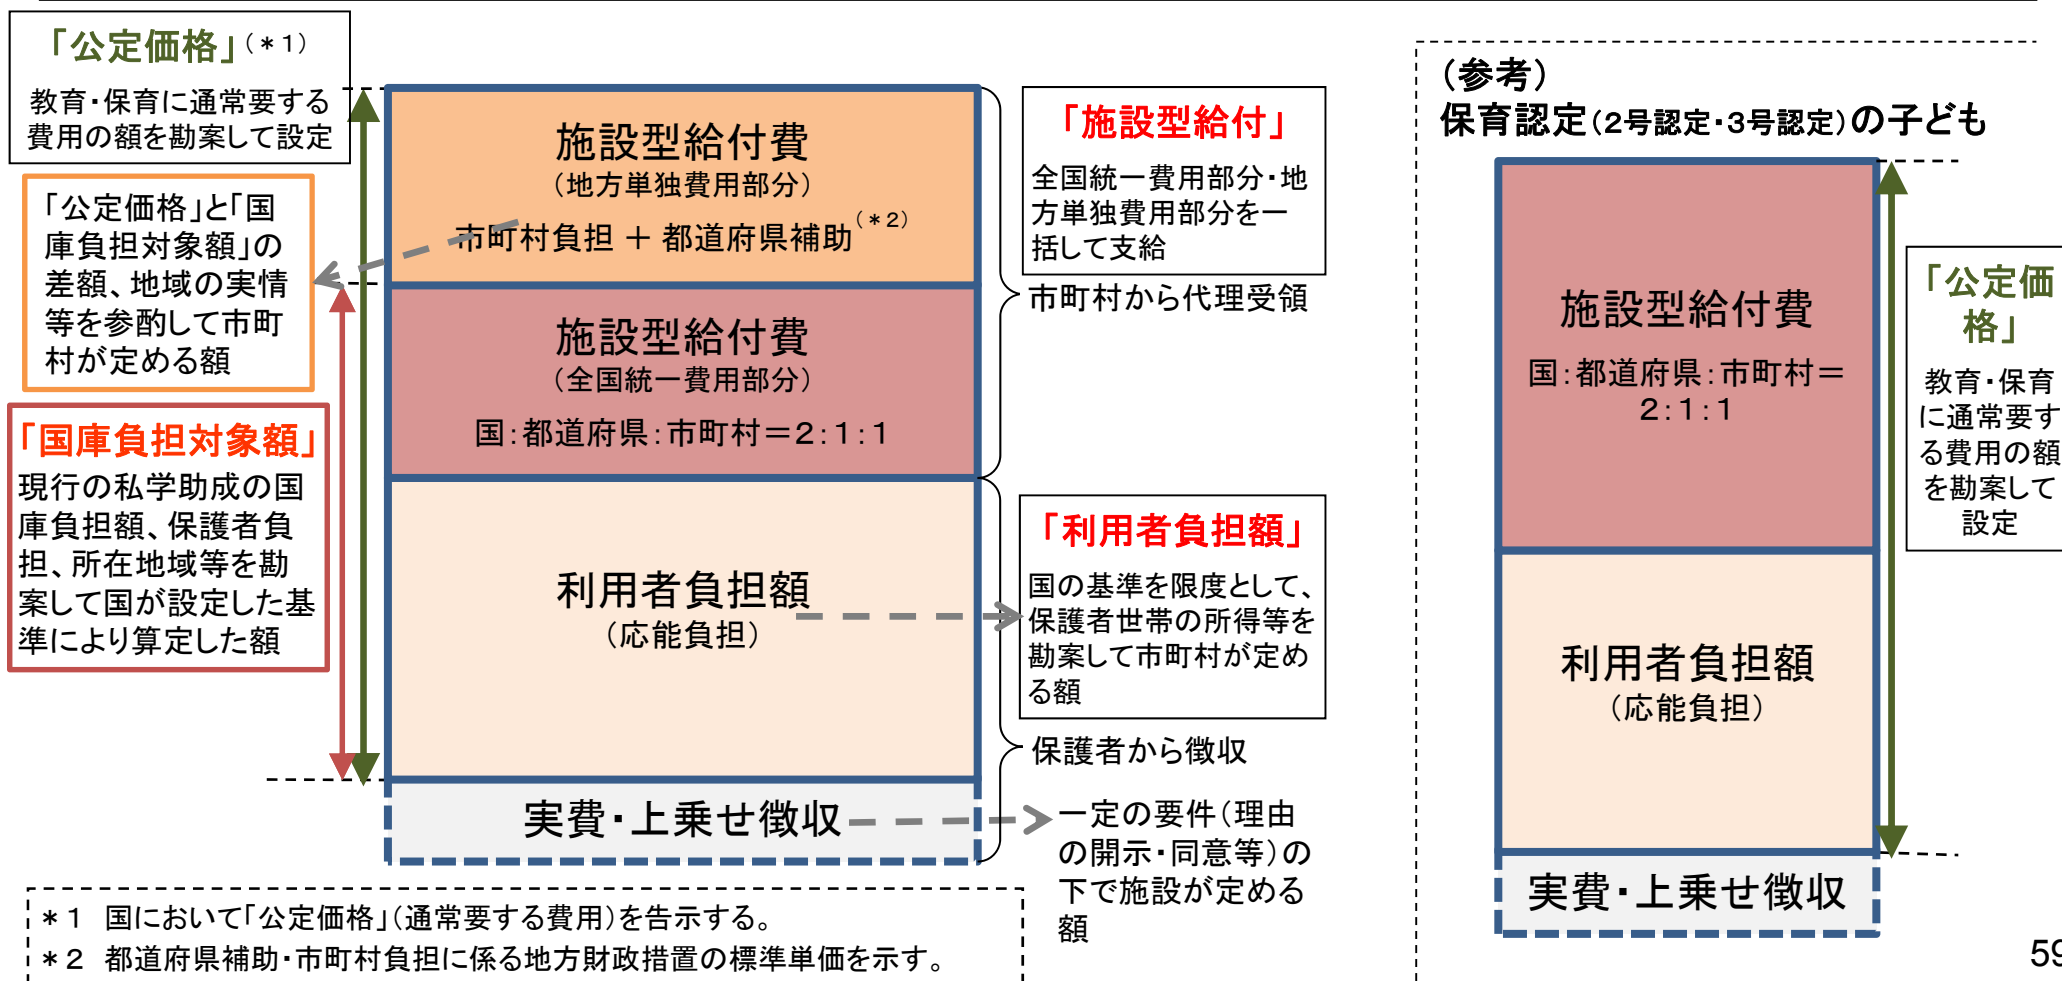 「公定価格」(＊1)
教育・保育に通常要する
費用の額を勘案して設定
「公定価格」と「国
庫負担対象額」の
差額、地域の実情
等を参酌して市町
村が定める額
「国庫負担対象額」
現行の私学助成の国
庫負担額、保護者負
担、所在地域等を勘
案して国が設定した基
準により算定した額
施設型給付費
（地方単独費用部分）
市町村負担 ＋ 都道府県補助(＊2)
施設型給付費
（全国統一費用部分）
国：都道府県：市町村＝2：1：1
利用者負担額
（応能負担）
実費・上乗せ徴収
「施設型給付」
全国統一費用部分・地
方単独費用部分を一
括して支給
市町村から代理受領
「利用者負担額」
国の基準を限度として、
保護者世帯の所得等を
勘案して市町村が定め
る額
保護者から徴収
一定の要件（理由
の開示・同意等）の
下で施設が定める
額
＊1 国において「公定価格」（通常要する費用）を告示する。
＊2 都道府県補助・市町村負担に係る地方財政措置の標準単価を示す。
（参考）
保育認定（2号認定・3号認定）の子ども
施設型給付費
国：都道府県：市町村＝
2：1：1
利用者負担額
（応能負担）
実費・上乗せ徴収
「公定価
格」
教育・保育
に通常要す
る費用の額
を勘案して
設定
59